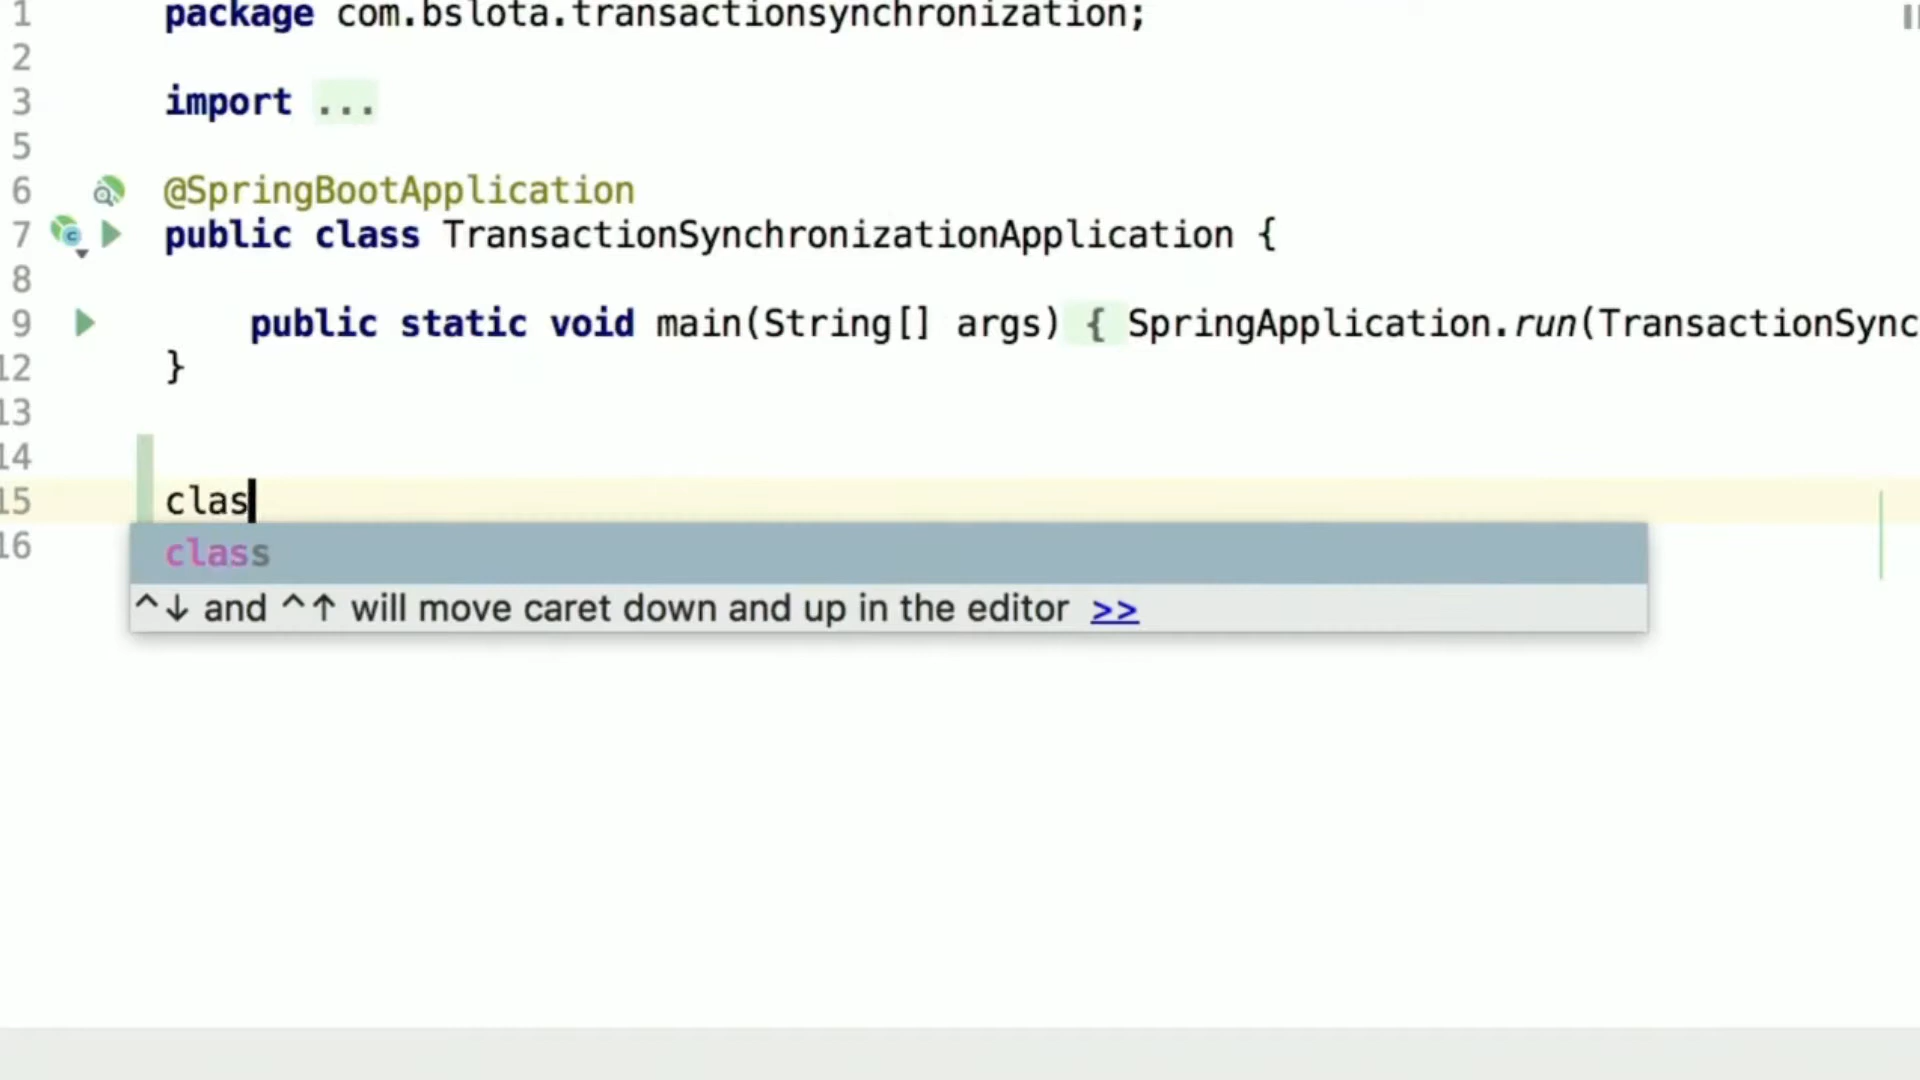 1 package com.bslota.transactionsynchronization;
2
3 import ...
5
6 @SpringBootApplication
7 public class TransactionSynchronizationApplication {
8
9 public static void main(String[] args) { SpringApplication.run(TransactionSync
12 }
13
14
15 clas
16
class
^↓ and ^↑ will move caret down and up in the editor >>